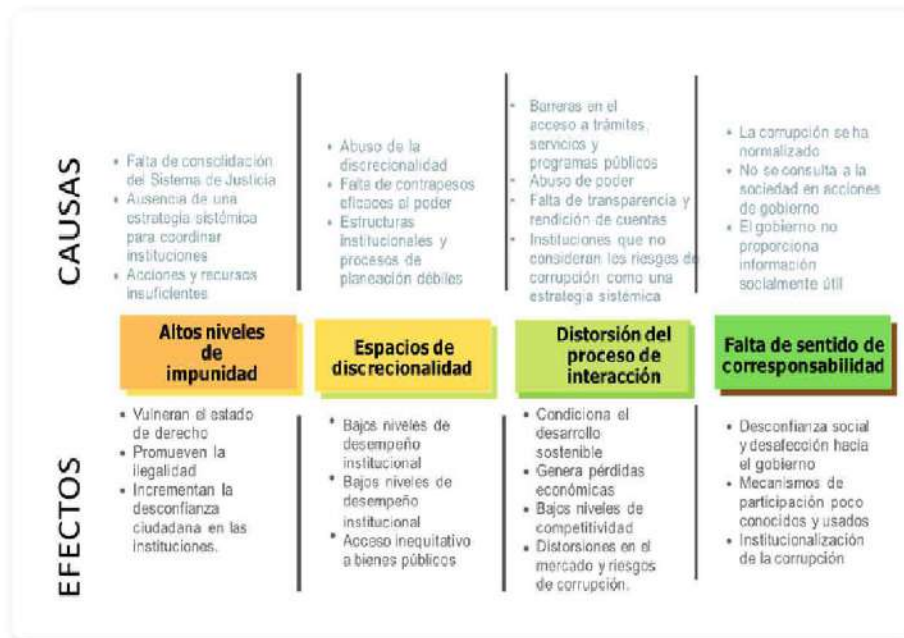 CAUSAS
• Falta de consolidación
del Sistema de Justicia
• Ausencia de una
estrategia sistémica
para coordinar
instituciones
• Acciones y recursos
insuficientes
• Abuso de la
discrecionalidad
• Falta de contrapesos
eficaces al poder
• Estructuras
institucionales y
procesos de
planeación débiles
• Barreras en el
acceso a trámites,
servicios y
programas públicos
• Abuso de poder
• Falta de transparencia y
rendición de cuentas
• Instituciones que no
consideran los riesgos de
corrupción como una
estrategia sistémica
• La corrupción se ha
normalizado
• No se consulta a la
sociedad en acciones
de gobierno
• El gobierno no
proporciona
información
socialmente útil
Altos niveles
de
impunidad
Espacios de
discrecionalidad
Distorsión del
proceso de
interacción
Falta de sentido de
corresponsabilidad
EFECTOS
• Vulneran el estado
de derecho
• Promueven la
ilegalidad
• Incrementan la
desconfianza
ciudadana en las
instituciones.
• Bajos niveles de
desempeño
institucional
• Bajos niveles de
desempeño
institucional
• Acceso inequitativo
a bienes públicos
• Condiciona el
desarrollo
sostenible
• Genera pérdidas
económicas
• Bajos niveles de
competitividad
• Distorsiones en el
mercado y riesgos
de corrupción.
• Desconfianza social
y desafección hacia
el gobierno
• Mecanismos de
participación poco
conocidos y usados
• Institucionalización
de la corrupción